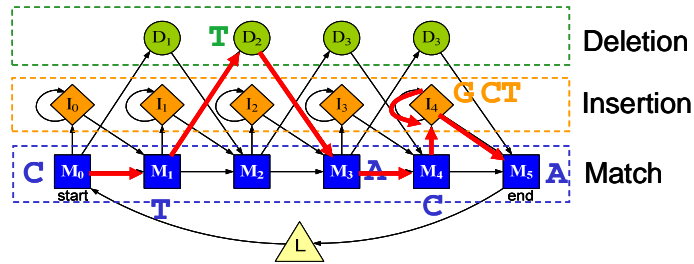 T D₁ D₂ D₃ D₃ Deletion
I₀ I₁ I₂ I₃ I₄ G CT Insertion
C M₀ M₁ M₂ M₃ A M₄ M₅ A Match
start T C end
L